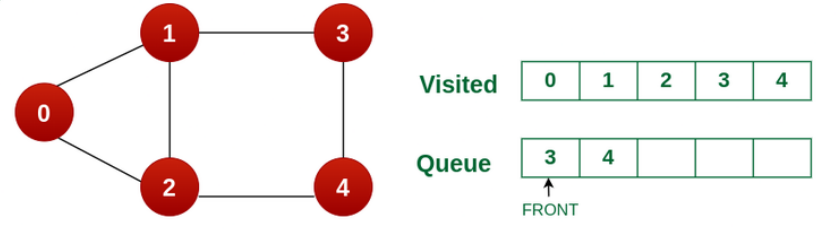 1 3
Visited 0 1 2 3 4
0
Queue 3 4
2 4
FRONT